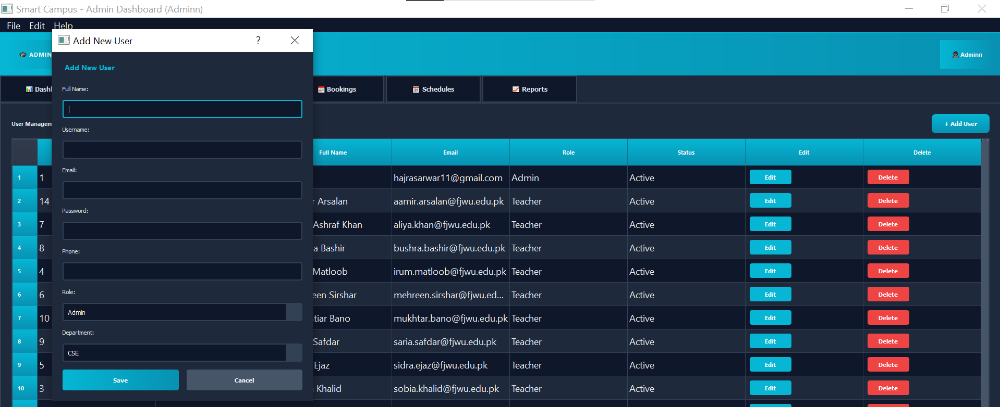 Smart Campus - Admin Dashboard (Adminn)
File Edit Help
Add New User ?
ADMIN
Adminn
Add New User
Bookings Schedules Reports
Full Name:
User
+ Add User
Username:
Full Name Email Role Status Edit Delete
Email:
1 1 hajrasarwar11@gmail.com Admin Active Edit Delete
2 14 Arsalan aamir.arsalan@fjwu.edu.pk Teacher Active Edit Delete
Password:
3 7 Ashraf Khan aliya.khan@fjwu.edu.pk Teacher Active Edit Delete
4 8 Bashir bushra.bashir@fjwu.edu.pk Teacher Active Edit Delete
Phone:
5 4 Matloob irum.matloob@fjwu.edu.pk Teacher Active Edit Delete
Role:
6 6 Sirshar mehreen.sirshar@fjwu.ed... Teacher Active Edit Delete
Admin
7 10 Bano mukhtar.bano@fjwu.edu.pk Teacher Active Edit Delete
Department:
8 9 Safdar saria.safdar@fjwu.edu.pk Teacher Active Edit Delete
CSE
9 5 Ejaz sidra.ejaz@fjwu.edu.pk Teacher Active Edit Delete
Save Cancel
10 3 Khalid sobia.khalid@fjwu.edu.pk Teacher Active Edit Delete